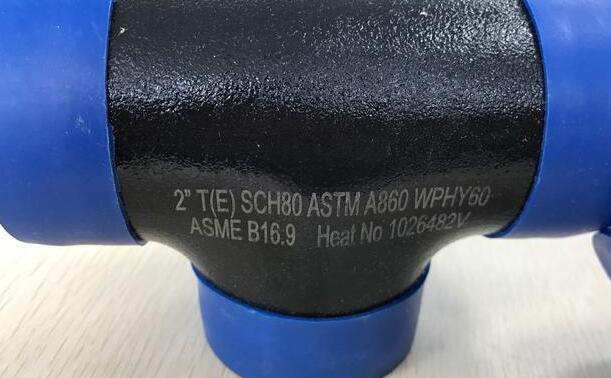 2" T(E) SCH80 ASTM A860 WPHY60
ASME B16.9 Heat No 1026482V